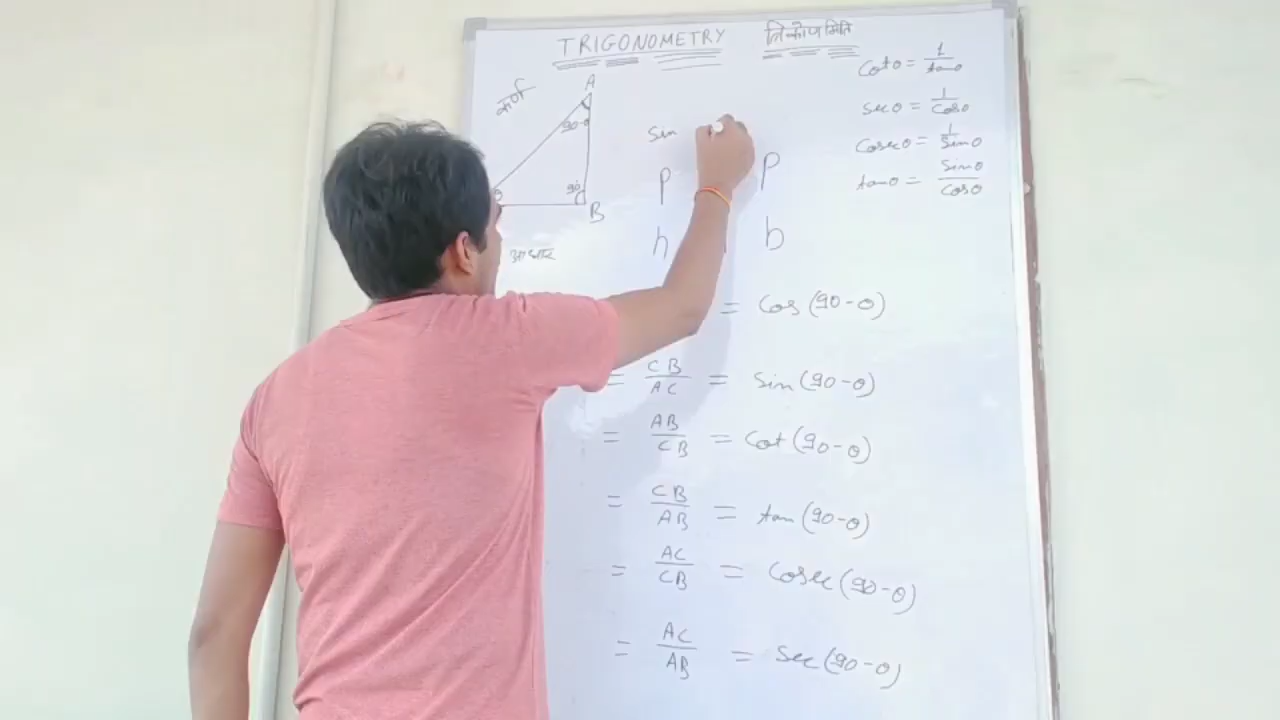 TRIGONOMETRY त्रिकोणमिति
कर्ण
A
90-θ
90°
B
आधार
sin
p p
h b
cotθ = 1/tanθ
secθ = 1/cosθ
cosecθ = 1/sinθ
tanθ = sinθ/cosθ
= cos(90-θ)
= CB/AC = sin(90-θ)
= AB/CB = cot(90-θ)
= CB/AB = tan(90-θ)
= AC/CB = cosec(90-θ)
= AC/AB = sec(90-θ)